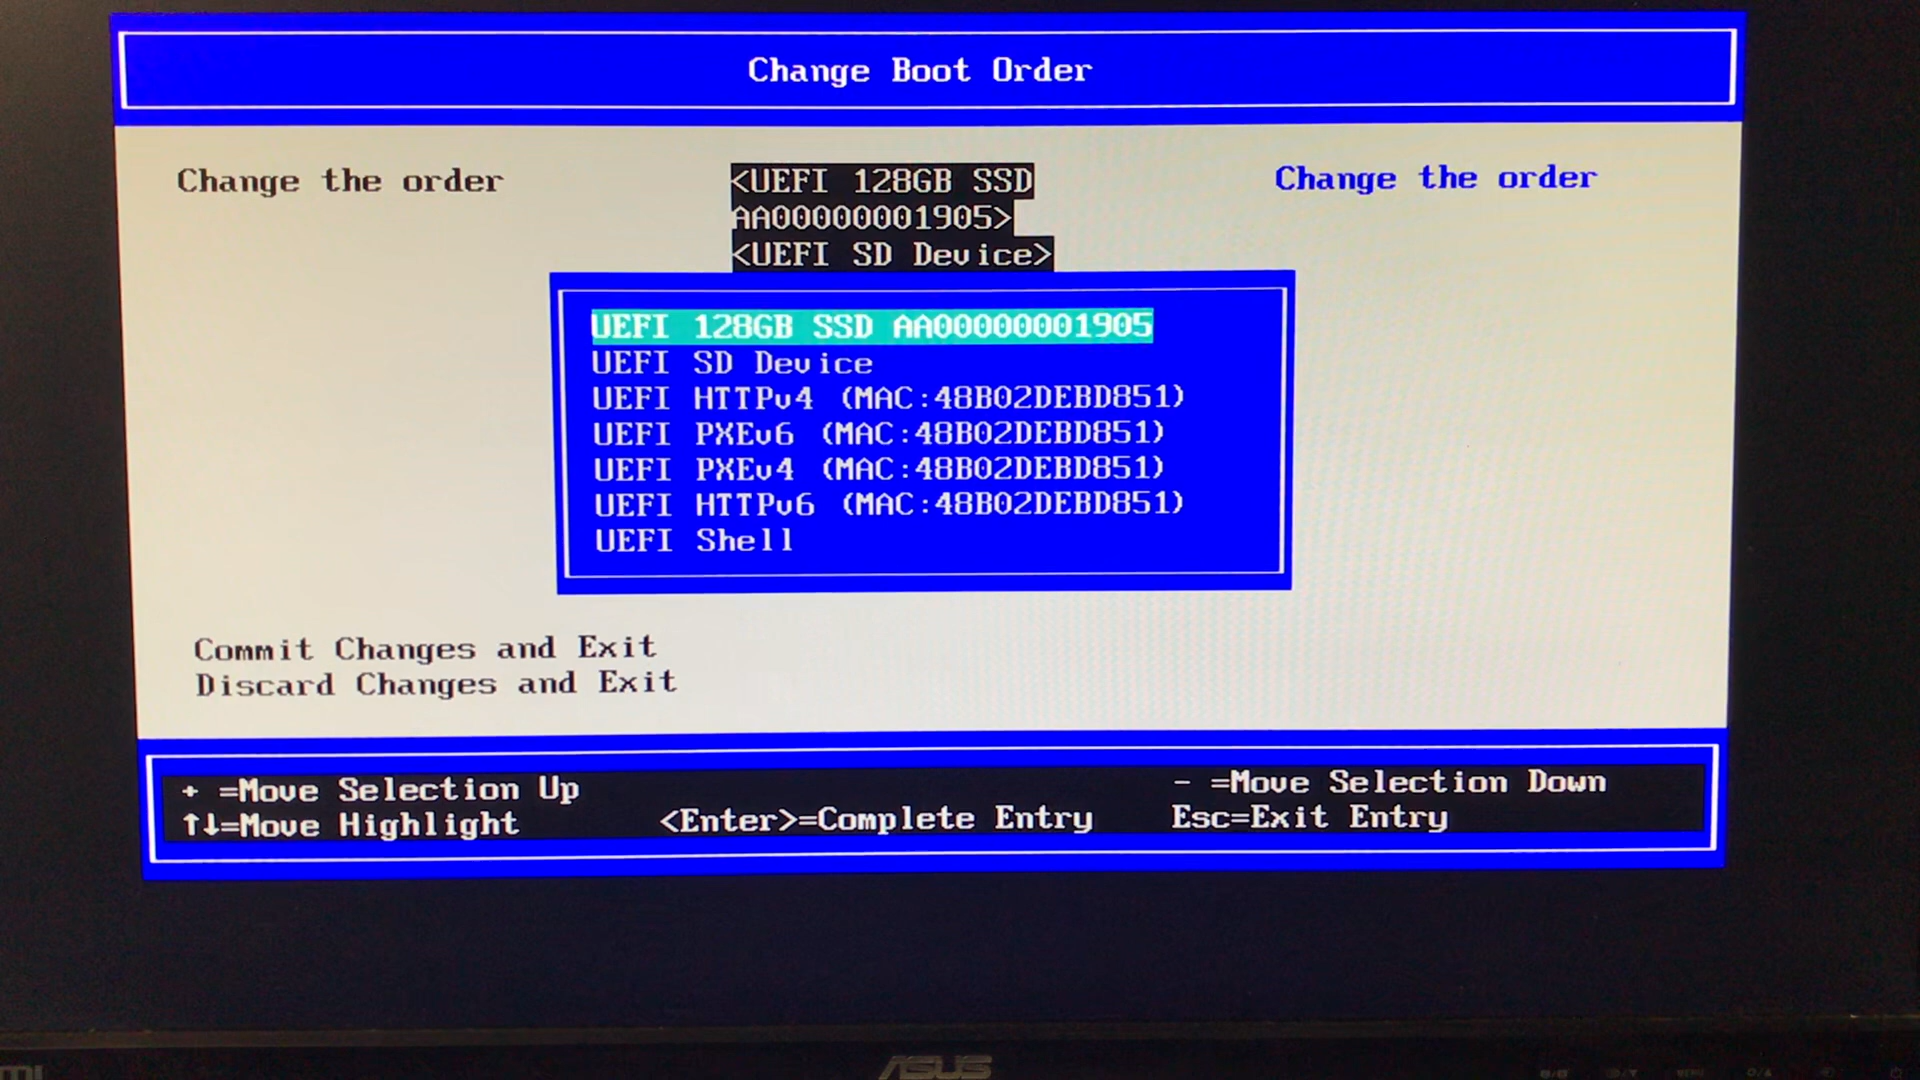 Change Boot Order
Change the order
<UEFI 128GB SSD
AA00000001905>
<UEFI SD Device>
Change the order
UEFI 128GB SSD AA00000001905
UEFI SD Device
UEFI HTTPv4 (MAC:48B02DEBD851)
UEFI PXEv6 (MAC:48B02DEBD851)
UEFI PXEv4 (MAC:48B02DEBD851)
UEFI HTTPv6 (MAC:48B02DEBD851)
UEFI Shell
Commit Changes and Exit
Discard Changes and Exit
+ =Move Selection Up
- =Move Selection Down
↑↓=Move Highlight
<Enter>=Complete Entry
Esc=Exit Entry
ASUS